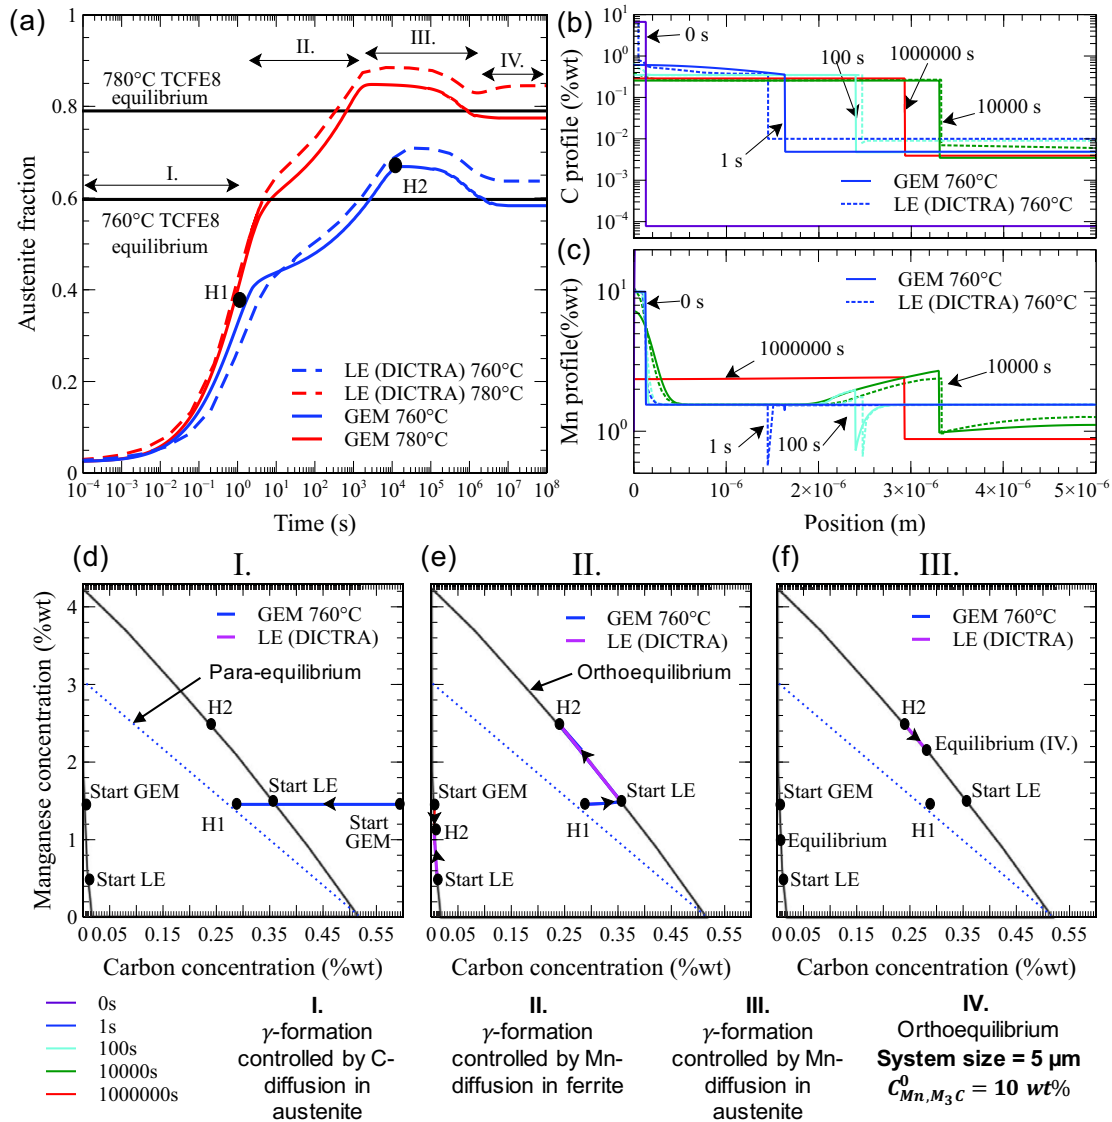 (a)
II.
III.
IV.
780°C TCFE8
equilibrium
I.
H2
760°C TCFE8
equilibrium
H1
LE (DICTRA) 760°C
LE (DICTRA) 780°C
GEM 760°C
GEM 780°C
Austenite fraction
1
0.8
0.6
0.4
0.2
0
10⁻⁴ 10⁻³ 10⁻² 10⁻¹ 10⁰ 10¹ 10² 10³ 10⁴ 10⁵ 10⁶ 10⁷ 10⁸
Time (s)
(b)
C profile (%wt)
10¹
10⁰
10⁻¹
10⁻²
10⁻³
10⁻⁴
0 s
100 s
1000000 s
10000 s
1 s
GEM 760°C
LE (DICTRA) 760°C
(c)
Mn profile(%wt)
10¹
10⁰
GEM 760°C
LE (DICTRA) 760°C
0 s
1000000 s
10000 s
1 s
100 s
0 10⁻⁶ 2×10⁻⁶ 3×10⁻⁶ 4×10⁻⁶ 5×10⁻⁶
Position (m)
(d)
I.
Manganese concentration (%wt)
4
3
2
1
0
GEM 760°C
LE (DICTRA)
Para-equilibrium
H2
Start LE
Start GEM
H1
Start
GEM
Start LE
0 0.05 0.15 0.25 0.35 0.45 0.55
Carbon concentration (%wt)
(e)
II.
GEM 760°C
LE (DICTRA)
Orthoequilibrium
H2
Start GEM
Start LE
H1
H2
Start LE
0 0.05 0.15 0.25 0.35 0.45 0.55
Carbon concentration (%wt)
(f)
III.
GEM 760°C
LE (DICTRA)
H2
Equilibrium (IV.)
Start GEM
Start LE
H1
Equilibrium
Start LE
0 0.05 0.15 0.25 0.35 0.45 0.55
Carbon concentration (%wt)
0s
1s
100s
10000s
1000000s
I.
γ-formation
controlled by C-
diffusion in
austenite
II.
γ-formation
controlled by Mn-
diffusion in ferrite
III.
γ-formation
controlled by Mn-
diffusion in
austenite
IV.
Orthoequilibrium
System size = 5 µm
C⁰_Mn,M₃C = 10 wt%